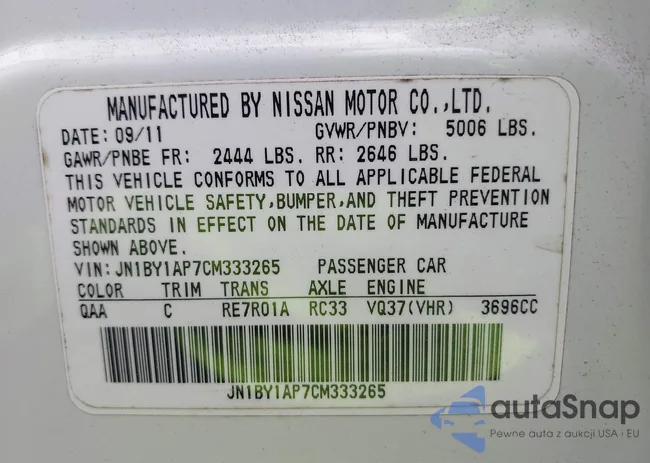 MANUFACTURED BY NISSAN MOTOR CO.,LTD.
DATE: 09/11 GVWR/PNBV: 5006 LBS.
GAWR/PNBE FR: 2444 LBS. RR: 2646 LBS.
THIS VEHICLE CONFORMS TO ALL APPLICABLE FEDERAL
MOTOR VEHICLE SAFETY,BUMPER,AND THEFT PREVENTION
STANDARDS IN EFFECT ON THE DATE OF MANUFACTURE
SHOWN ABOVE.
VIN: JN1BY1AP7CM333265 PASSENGER CAR
COLOR TRIM TRANS AXLE ENGINE
QAA C RE7R01A RC33 VQ37(VHR) 3696CC
JN1BY1AP7CM333265
autoSnap
Pewne auta z aukcji USA i EU